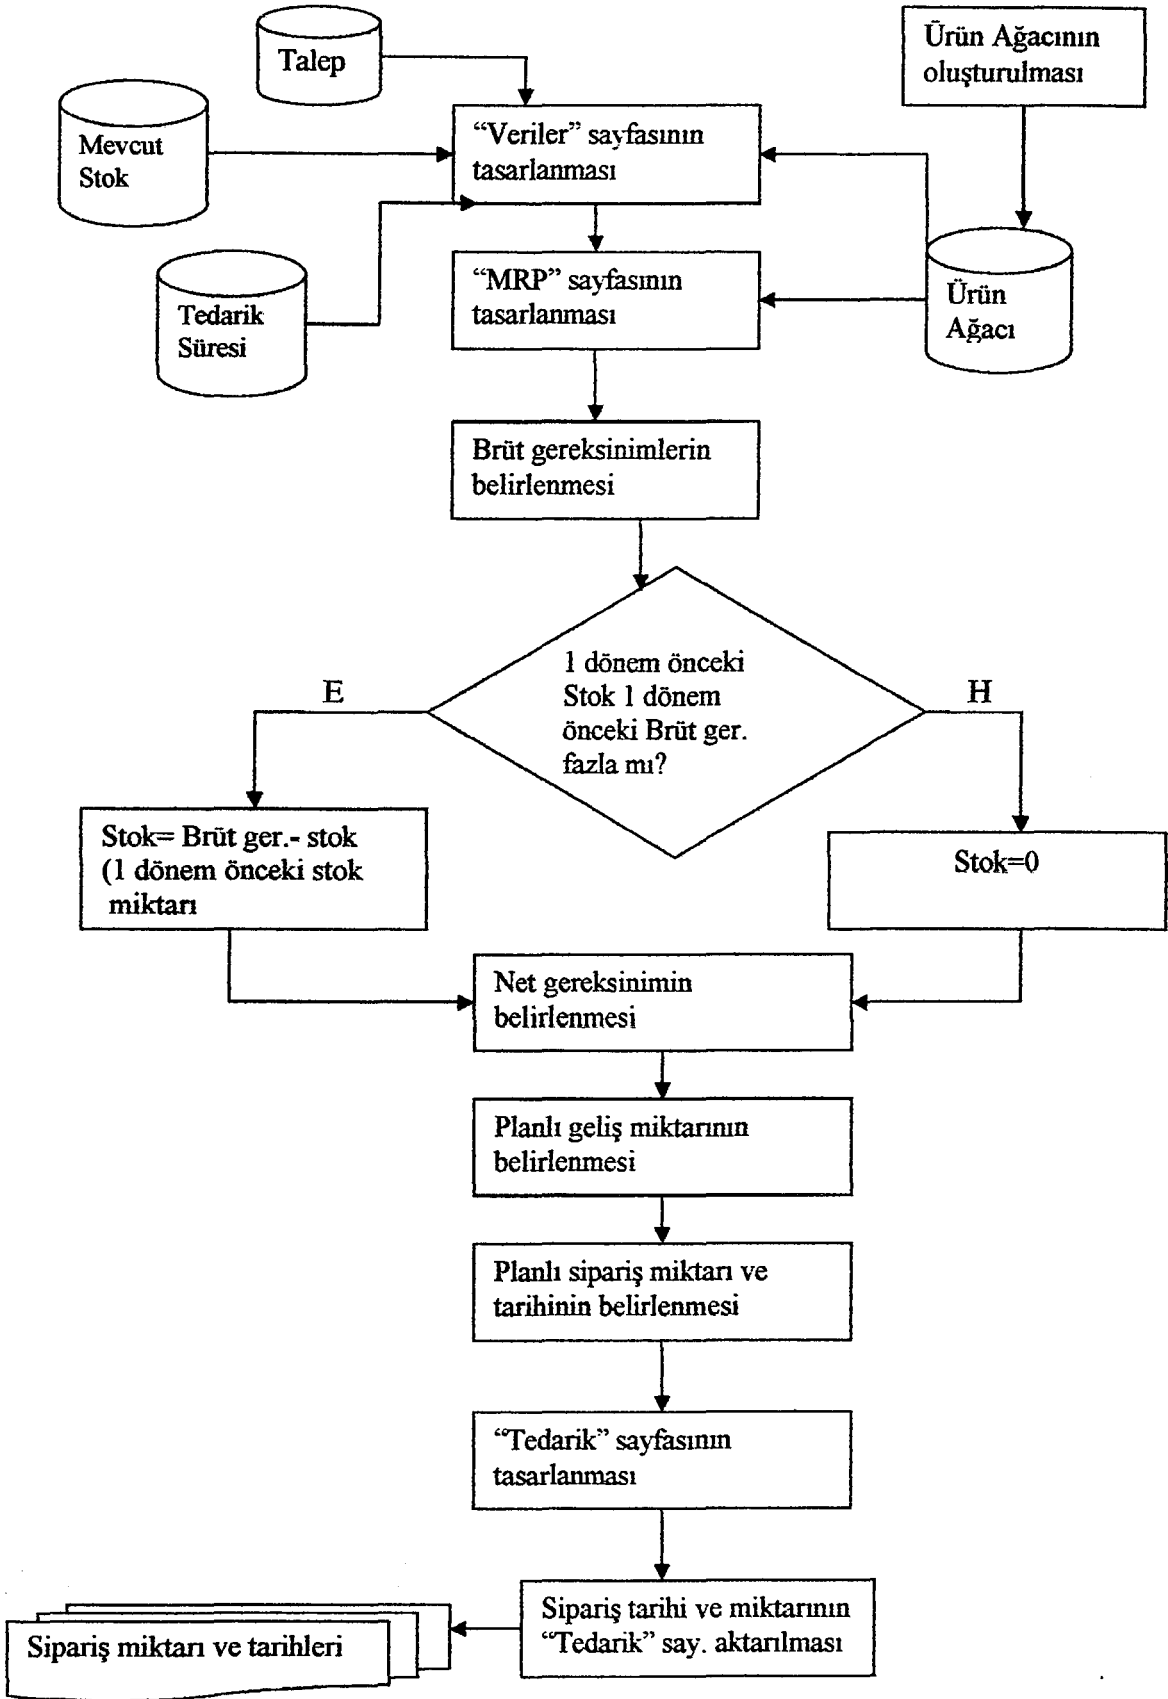 Talep
Ürün Ağacının
oluşturulması
Mevcut
Stok
“Veriler” sayfasının
tasarlanması
Tedarik
Süresi
“MRP” sayfasının
tasarlanması
Ürün
Ağacı
Brüt gereksinimlerin
belirlenmesi
1 dönem önceki
Stok 1 dönem
önceki Brüt ger.
fazla mı?
E
H
Stok= Brüt ger.- stok
(1 dönem önceki stok
miktarı
Stok=0
Net gereksinimin
belirlenmesi
Planlı geliş miktarının
belirlenmesi
Planlı sipariş miktarı ve
tarihinin belirlenmesi
“Tedarik” sayfasının
tasarlanması
Sipariş tarihi ve miktarının
“Tedarik” say. aktarılması
Sipariş miktarı ve tarihleri